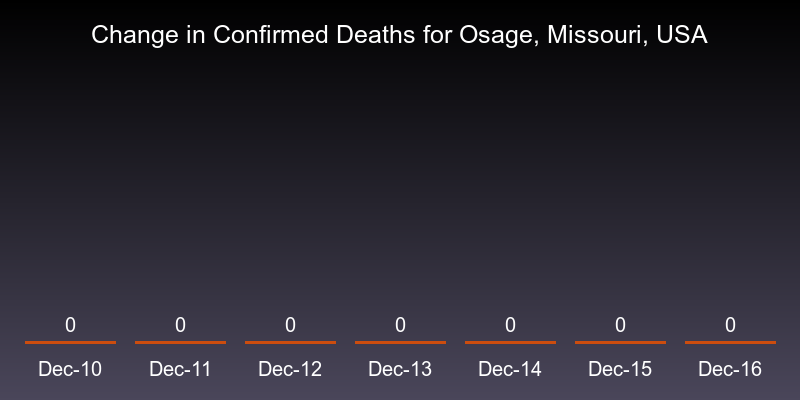 Change in Confirmed Deaths for Osage, Missouri, USA
0 0 0 0 0 0 0
Dec-10 Dec-11 Dec-12 Dec-13 Dec-14 Dec-15 Dec-16